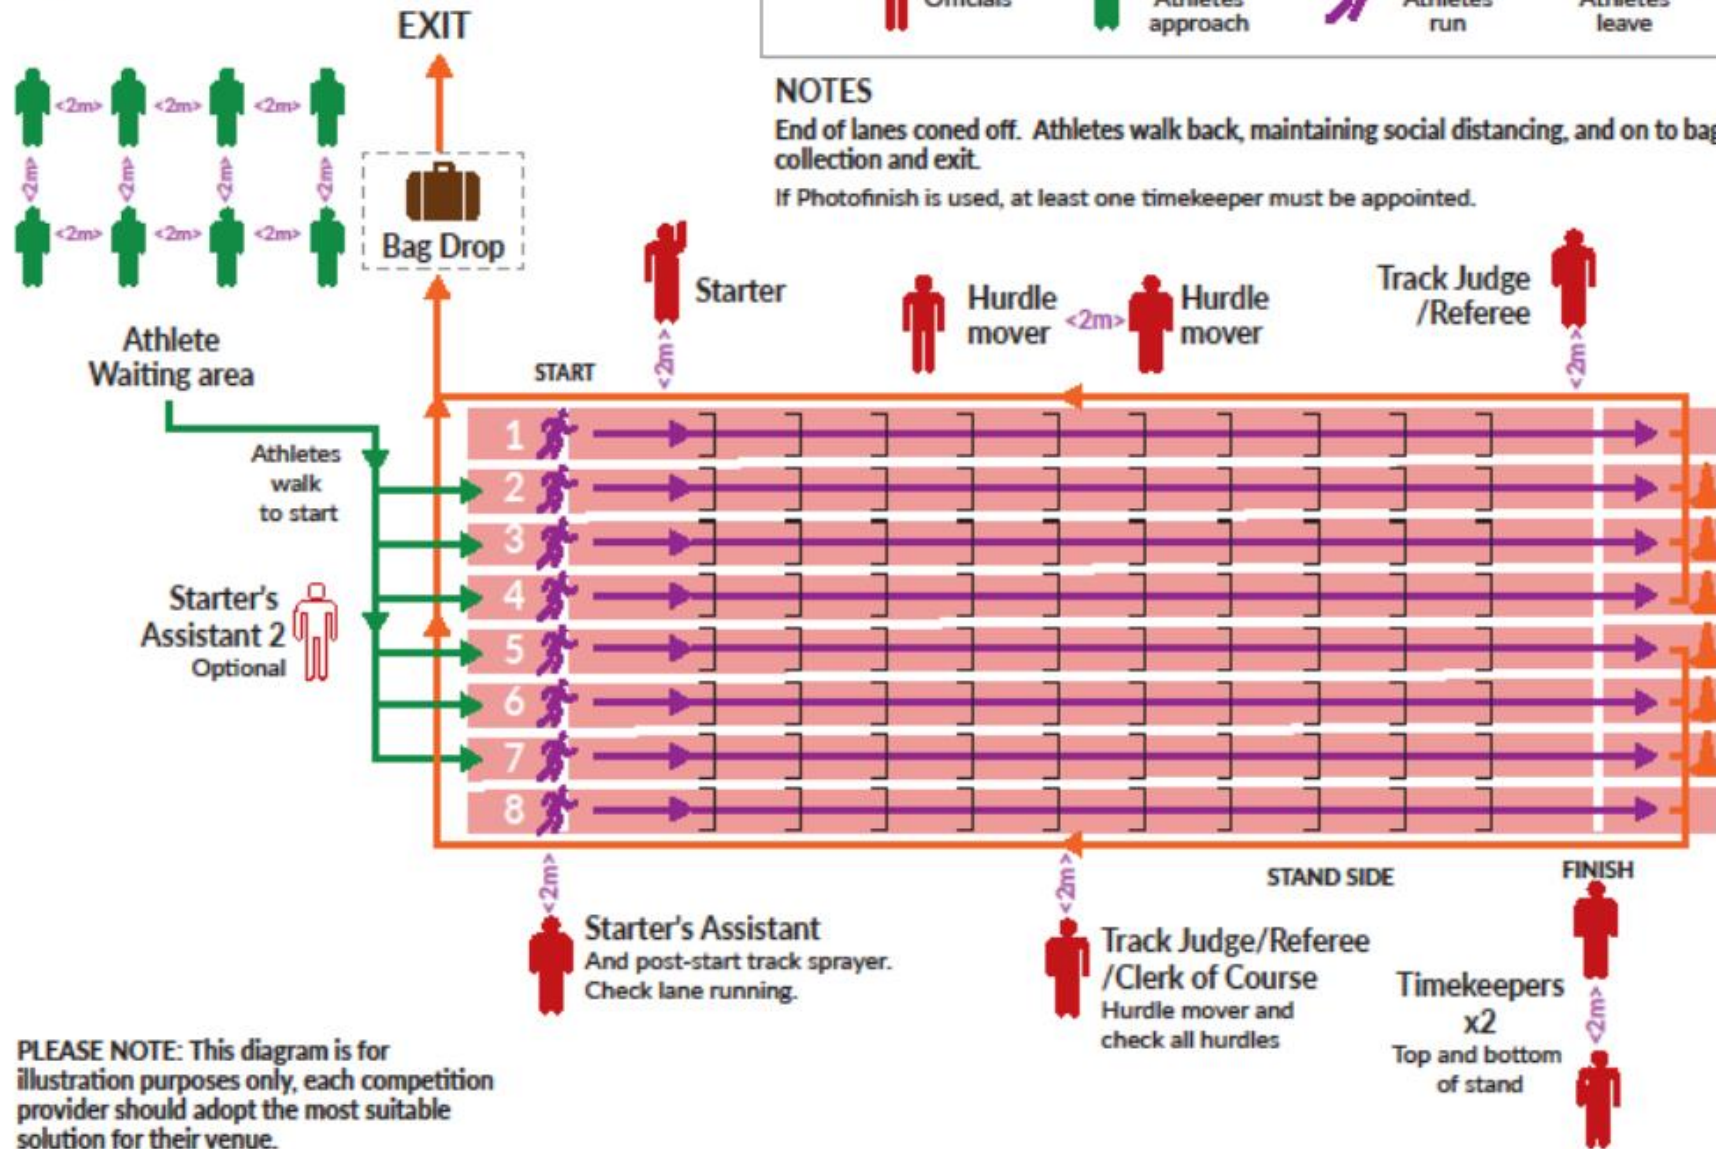 EXIT
Officials
Athletes
approach
Athletes
run
Athletes
leave
NOTES
End of lanes coned off. Athletes walk back, maintaining social distancing, and on to bag
collection and exit.
If Photofinish is used, at least one timekeeper must be appointed.
<2m> <2m> <2m>
<2m> <2m> <2m> <2m>
<2m> <2m> <2m>
Bag Drop
Starter
<2m>
Hurdle
mover
<2m>
Hurdle
mover
Track Judge
/Referee
<2m>
Athlete
Waiting area
START
Athletes
walk
to start
Starter's
Assistant 2
Optional
1
2
3
4
5
6
7
8
STAND SIDE
FINISH
<2m>
Starter's Assistant
And post-start track sprayer.
Check lane running.
<2m>
Track Judge/Referee
/Clerk of Course
Hurdle mover and
check all hurdles
Timekeepers
x2
Top and bottom
of stand
<2m>
PLEASE NOTE: This diagram is for
illustration purposes only, each competition
provider should adopt the most suitable
solution for their venue.